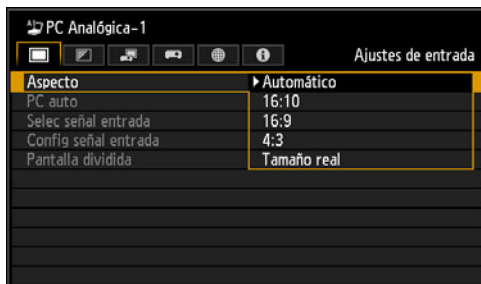 PC Analógica-1
Ajustes de entrada
Aspecto
Automático
PC auto
16:10
Selec señal entrada
16:9
Config señal entrada
4:3
Pantalla dividida
Tamaño real